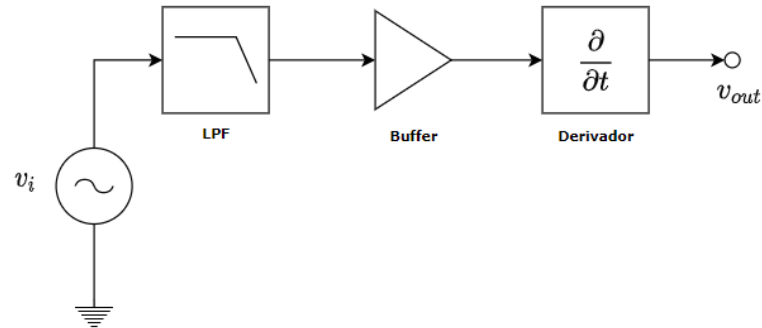 ∂
∂t
v_out
LPF
Buffer
Derivador
v_i